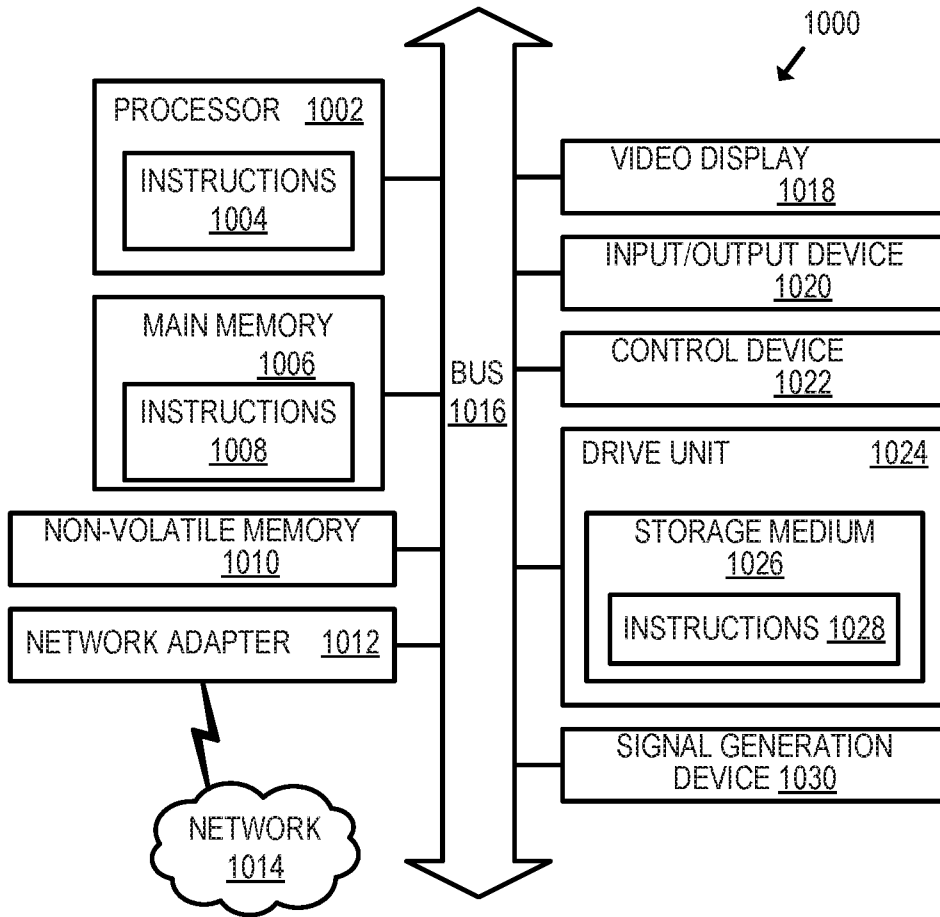 1000
PROCESSOR 1002
INSTRUCTIONS
1004
MAIN MEMORY
1006
INSTRUCTIONS
1008
NON-VOLATILE MEMORY
1010
NETWORK ADAPTER 1012
NETWORK
1014
BUS
1016
VIDEO DISPLAY
1018
INPUT/OUTPUT DEVICE
1020
CONTROL DEVICE
1022
DRIVE UNIT 1024
STORAGE MEDIUM
1026
INSTRUCTIONS 1028
SIGNAL GENERATION
DEVICE 1030